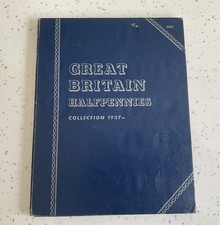 GREAT
BRITAIN
HALFPENNIES
COLLECTION 1937-